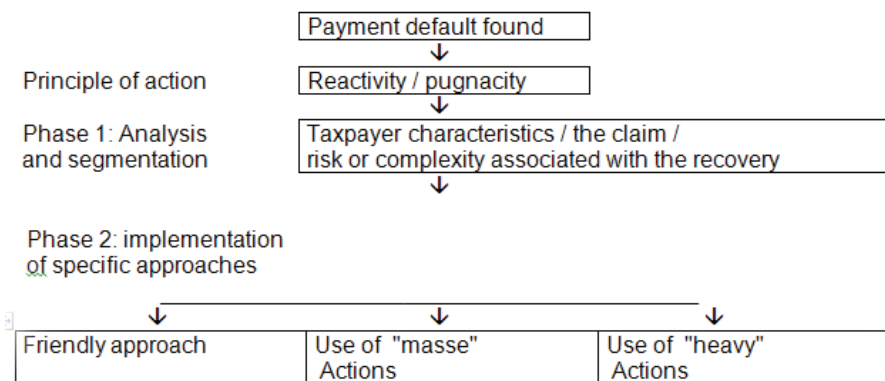 Payment default found
Principle of action
Reactivity / pugnacity
Phase 1: Analysis
and segmentation
Taxpayer characteristics / the claim /
risk or complexity associated with the recovery
Phase 2: implementation
of specific approaches
Friendly approach
Use of "masse"
Actions
Use of "heavy"
Actions